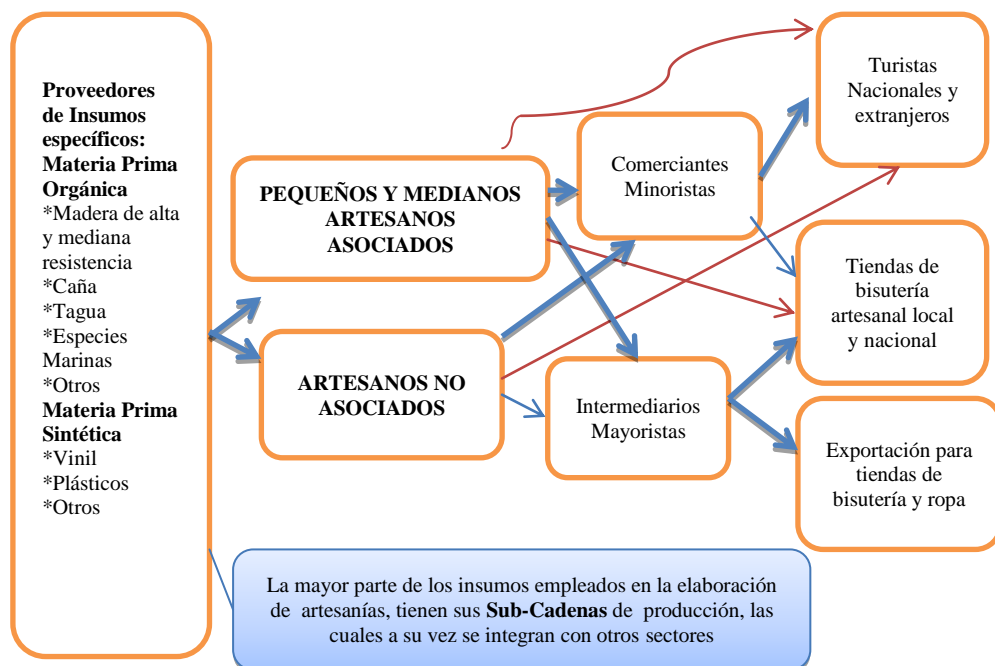 Proveedores
de Insumos
específicos:
Materia Prima
Orgánica
*Madera de alta
y mediana
resistencia
*Caña
*Tagua
*Especies
Marinas
*Otros
Materia Prima
Sintética
*Vinil
*Plásticos
*Otros
PEQUEÑOS Y MEDIANOS
ARTESANOS
ASOCIADOS
ARTESANOS NO
ASOCIADOS
Comerciantes
Minoristas
Intermediarios
Mayoristas
Turistas
Nacionales y
extranjeros
Tiendas de
bisutería
artesanal local
y nacional
Exportación para
tiendas de
bisutería y ropa
La mayor parte de los insumos empleados en la elaboración
de artesanías, tienen sus Sub-Cadenas de producción, las
cuales a su vez se integran con otros sectores